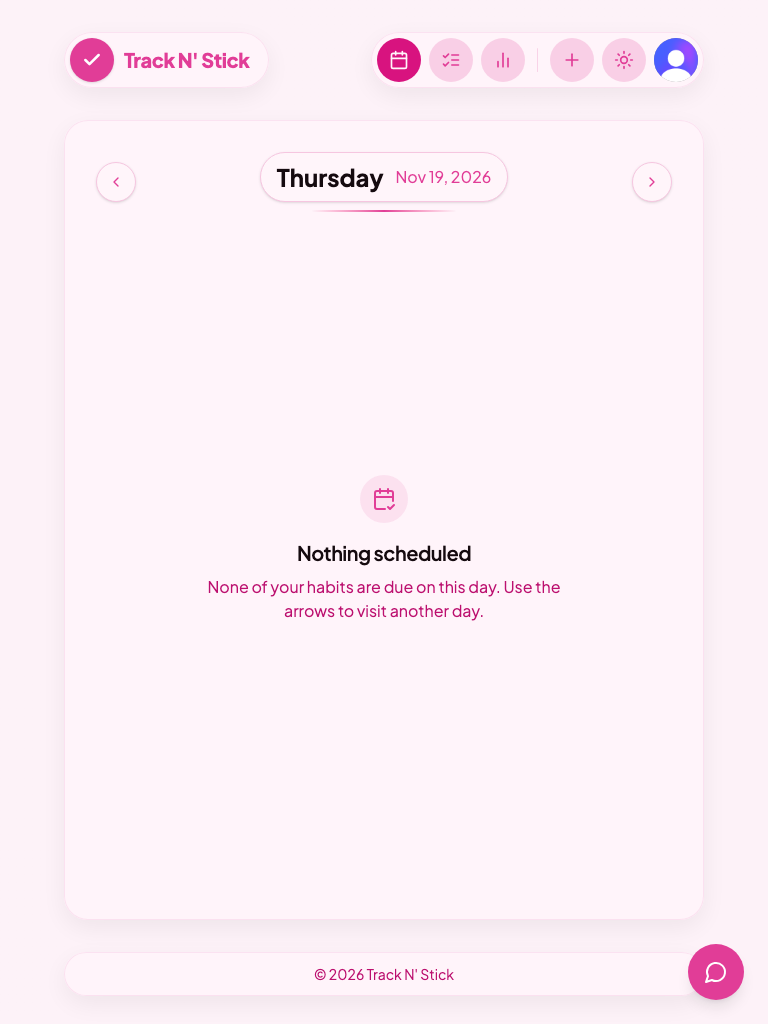 Track N' Stick
Thursday Nov 19, 2026
Nothing scheduled
None of your habits are due on this day. Use the
arrows to visit another day.
© 2026 Track N' Stick